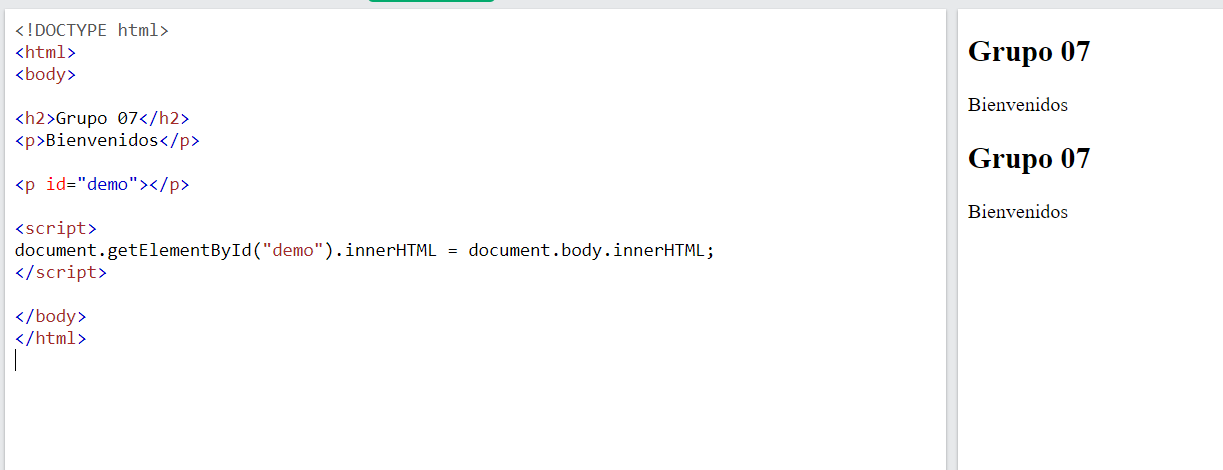 <!DOCTYPE html>
<html>
<body>
<h2>Grupo 07</h2>
<p>Bienvenidos</p>
<p id="demo"></p>
<script>
document.getElementById("demo").innerHTML = document.body.innerHTML;
</script>
</body>
</html>
Grupo 07
Bienvenidos
Grupo 07
Bienvenidos